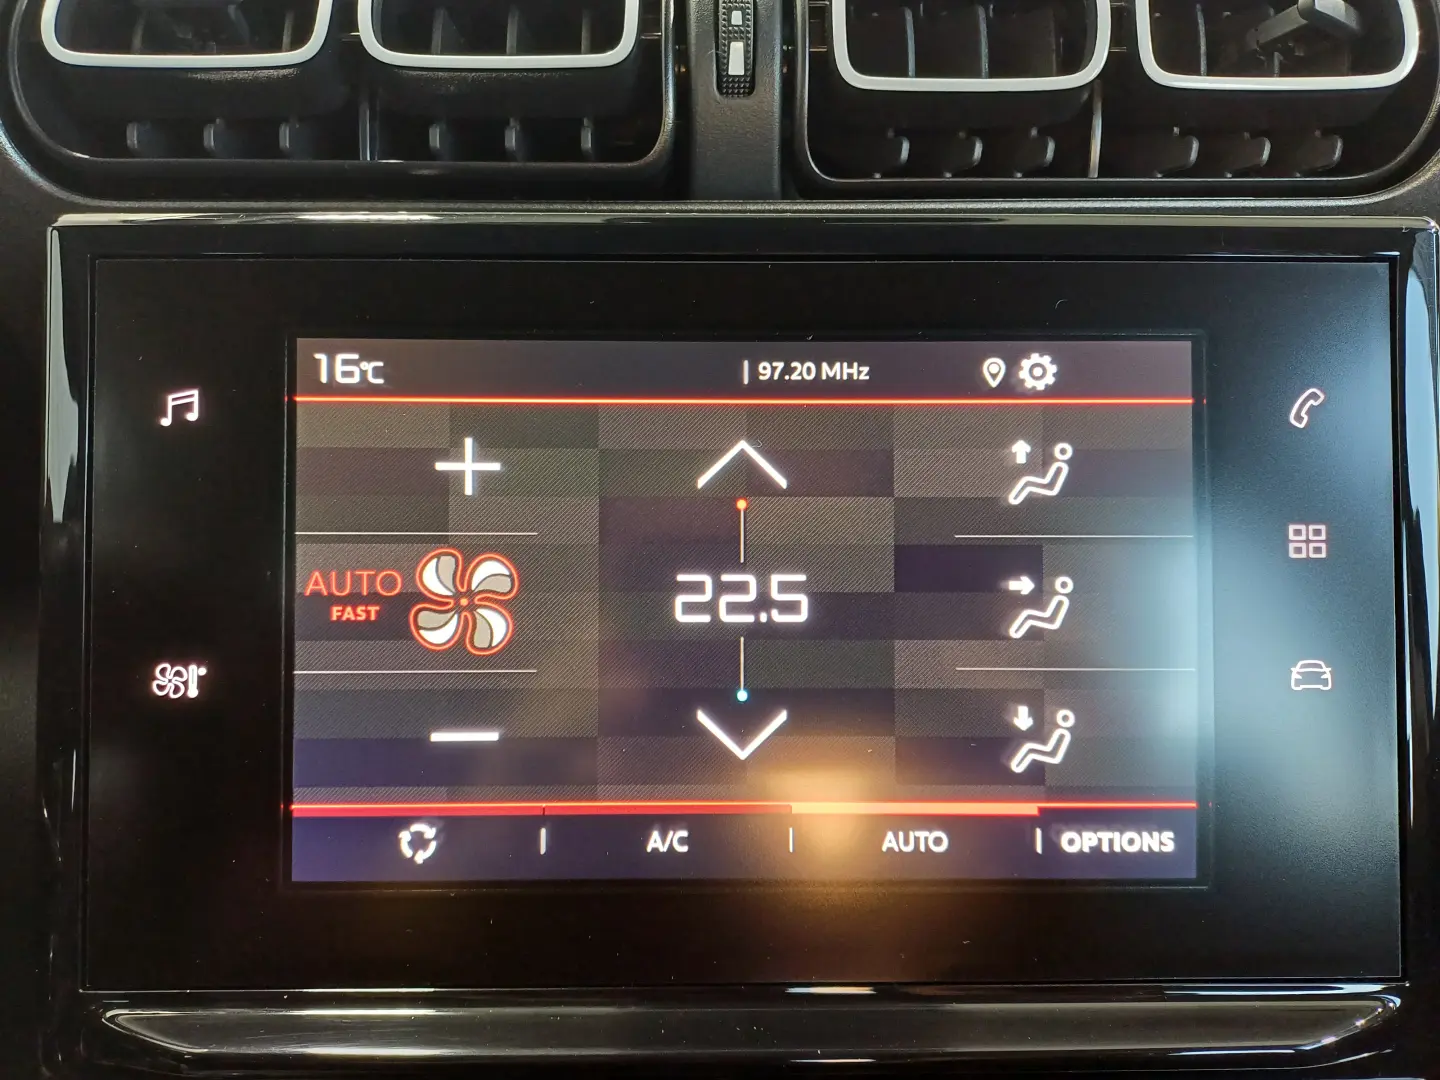 16°C
| 97.20 MHz
AUTO
FAST
22.5
A/C
AUTO
OPTIONS